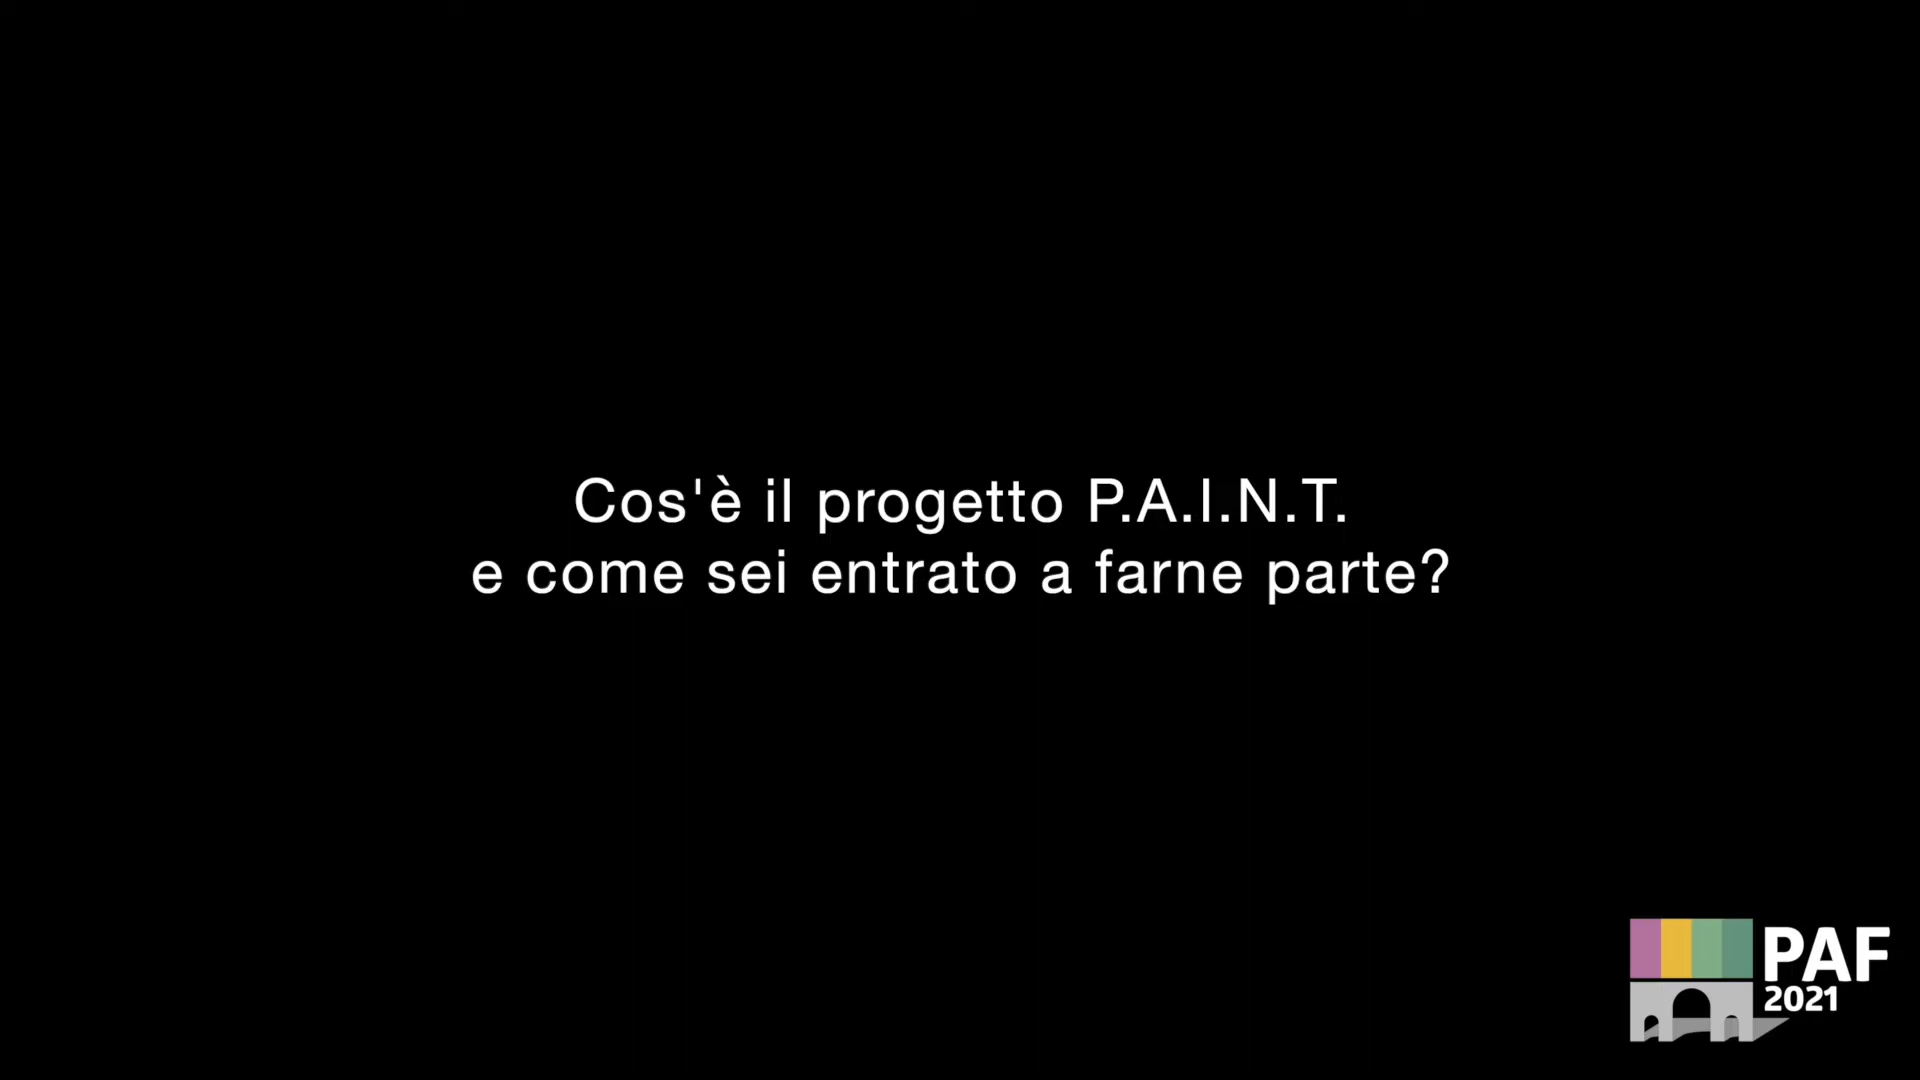 Cos'è il progetto P.A.I.N.T.
e come sei entrato a farne parte?
PAF
2021